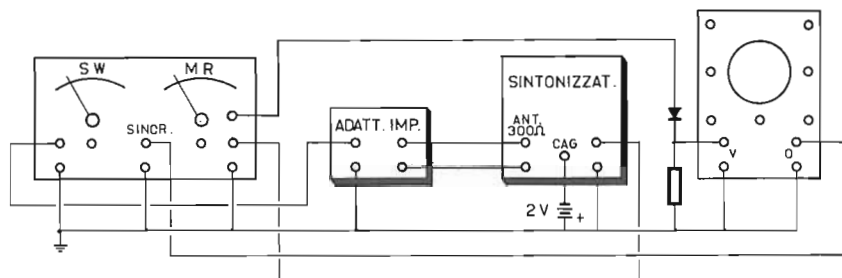 SW
MR
SINCR.
ADATT. IMP.
SINTONIZZAT.
ANT.
300Ω
CAG
2V
+
V
O